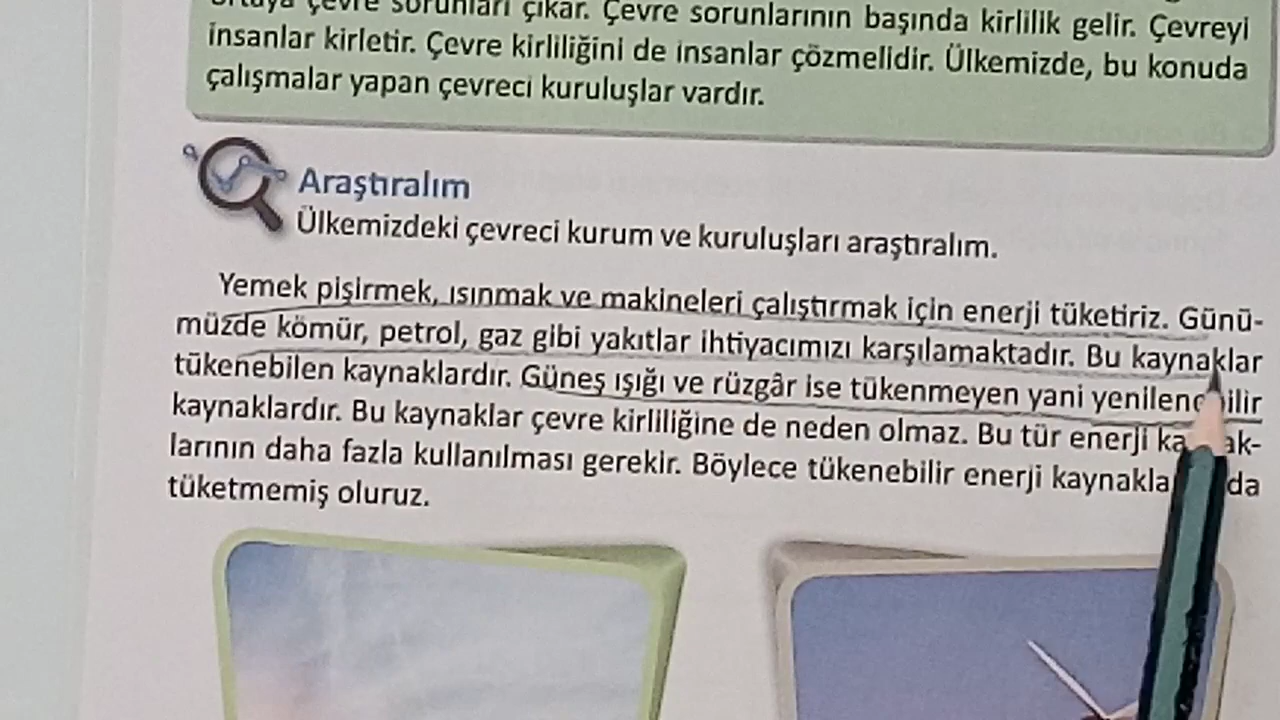 Ortaya çevre sorunları çıkar. Çevre sorunlarının başında kirlilik gelir. Çevreyi
insanlar kirletir. Çevre kirliliğini de insanlar çözmelidir. Ülkemizde, bu konuda
çalışmalar yapan çevreci kuruluşlar vardır.
Araştıralım
Ülkemizdeki çevreci kurum ve kuruluşları araştıralım.
Yemek pişirmek, ısınmak ve makineleri çalıştırmak için enerji tüketiriz. Günü-
müzde kömür, petrol, gaz gibi yakıtlar ihtiyacımızı karşılamaktadır. Bu kaynaklar
tükenebilen kaynaklardır. Güneş ışığı ve rüzgâr ise tükenmeyen yani yenilenebilir
kaynaklardır. Bu kaynaklar çevre kirliliğine de neden olmaz. Bu tür enerji kaynak-
larının daha fazla kullanılması gerekir. Böylece tükenebilir enerji
tüketmemiş oluruz.